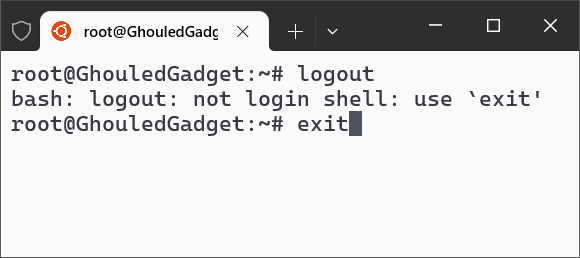 root@GhouledGadg
root@GhouledGadget:~# logout
bash: logout: not login shell: use `exit'
root@GhouledGadget:~# exit